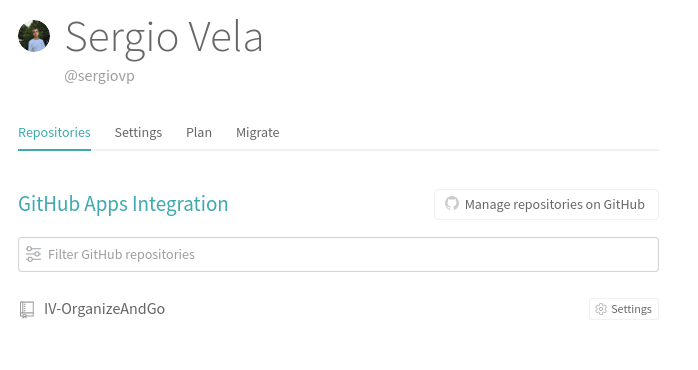 Sergio Vela
@sergiovp
Repositories Settings Plan Migrate
GitHub Apps Integration Manage repositories on GitHub
Filter GitHub repositories
IV-OrganizeAndGo Settings